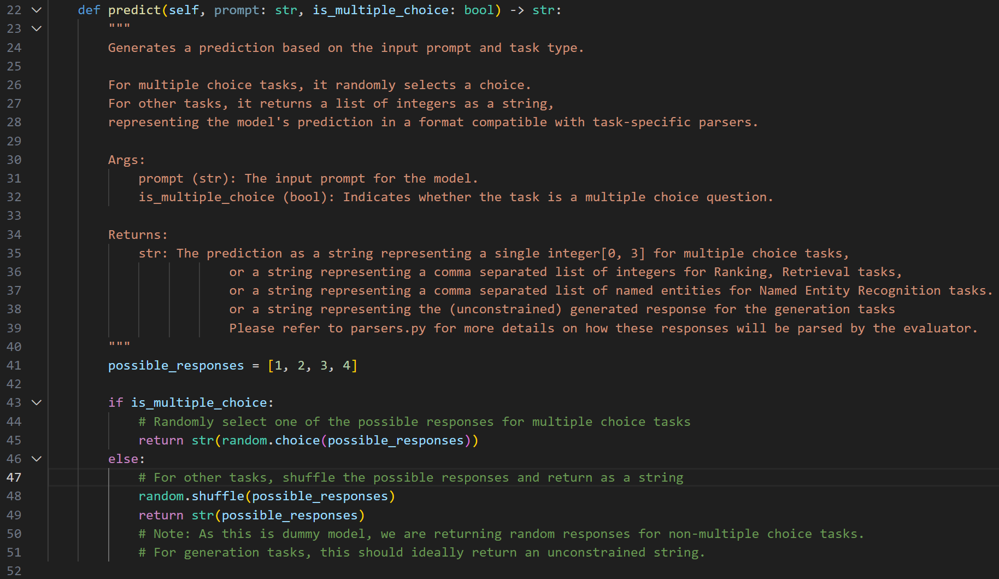 22 def predict(self, prompt: str, is_multiple_choice: bool) -> str:
23 """
24 Generates a prediction based on the input prompt and task type.
25
26 For multiple choice tasks, it randomly selects a choice.
27 For other tasks, it returns a list of integers as a string,
28 representing the model's prediction in a format compatible with task-specific parsers.
29
30 Args:
31 prompt (str): The input prompt for the model.
32 is_multiple_choice (bool): Indicates whether the task is a multiple choice question.
33
34 Returns:
35 str: The prediction as a string representing a single integer[0, 3] for multiple choice tasks,
36 or a string representing a comma separated list of integers for Ranking, Retrieval tasks,
37 or a string representing a comma separated list of named entities for Named Entity Recognition tasks.
38 or a string representing the (unconstrained) generated response for the generation tasks
39 Please refer to parsers.py for more details on how these responses will be parsed by the evaluator.
40 """
41 possible_responses = [1, 2, 3, 4]
42
43 if is_multiple_choice:
44 # Randomly select one of the possible responses for multiple choice tasks
45 return str(random.choice(possible_responses))
46 else:
47 # For other tasks, shuffle the possible responses and return as a string
48 random.shuffle(possible_responses)
49 return str(possible_responses)
50 # Note: As this is dummy model, we are returning random responses for non-multiple choice tasks.
51 # For generation tasks, this should ideally return an unconstrained string.
52